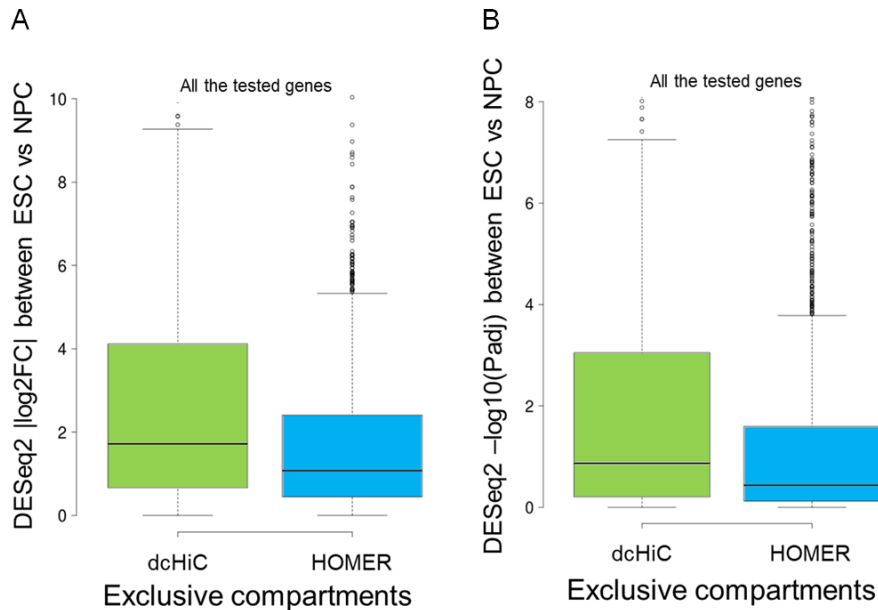 A
DESeq2 |log2FC| between ESC vs NPC
All the tested genes
10
8
6
4
2
0
dcHiC
HOMER
Exclusive compartments
B
DESeq2 –log10(Padj) between ESC vs NPC
All the tested genes
8
6
4
2
0
dcHiC
HOMER
Exclusive compartments